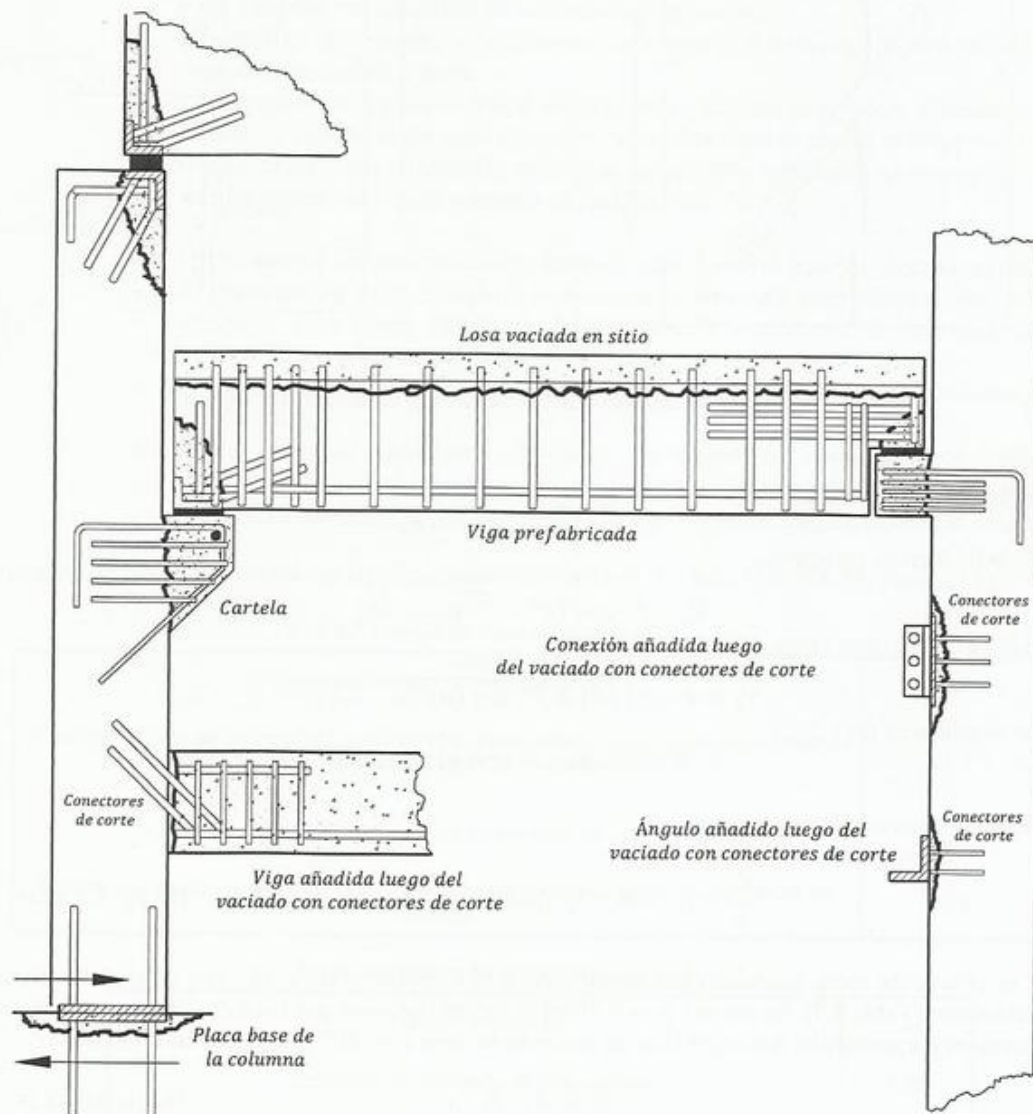 Losa vaciada en sitio
Viga prefabricada
Cartela
Conectores
de corte
Conexión añadida luego
del vaciado con conectores de corte
Conectores
de corte
Conectores
de corte
Ángulo añadido luego del
vaciado con conectores de corte
Viga añadida luego del
vaciado con conectores de corte
Placa base de
la columna